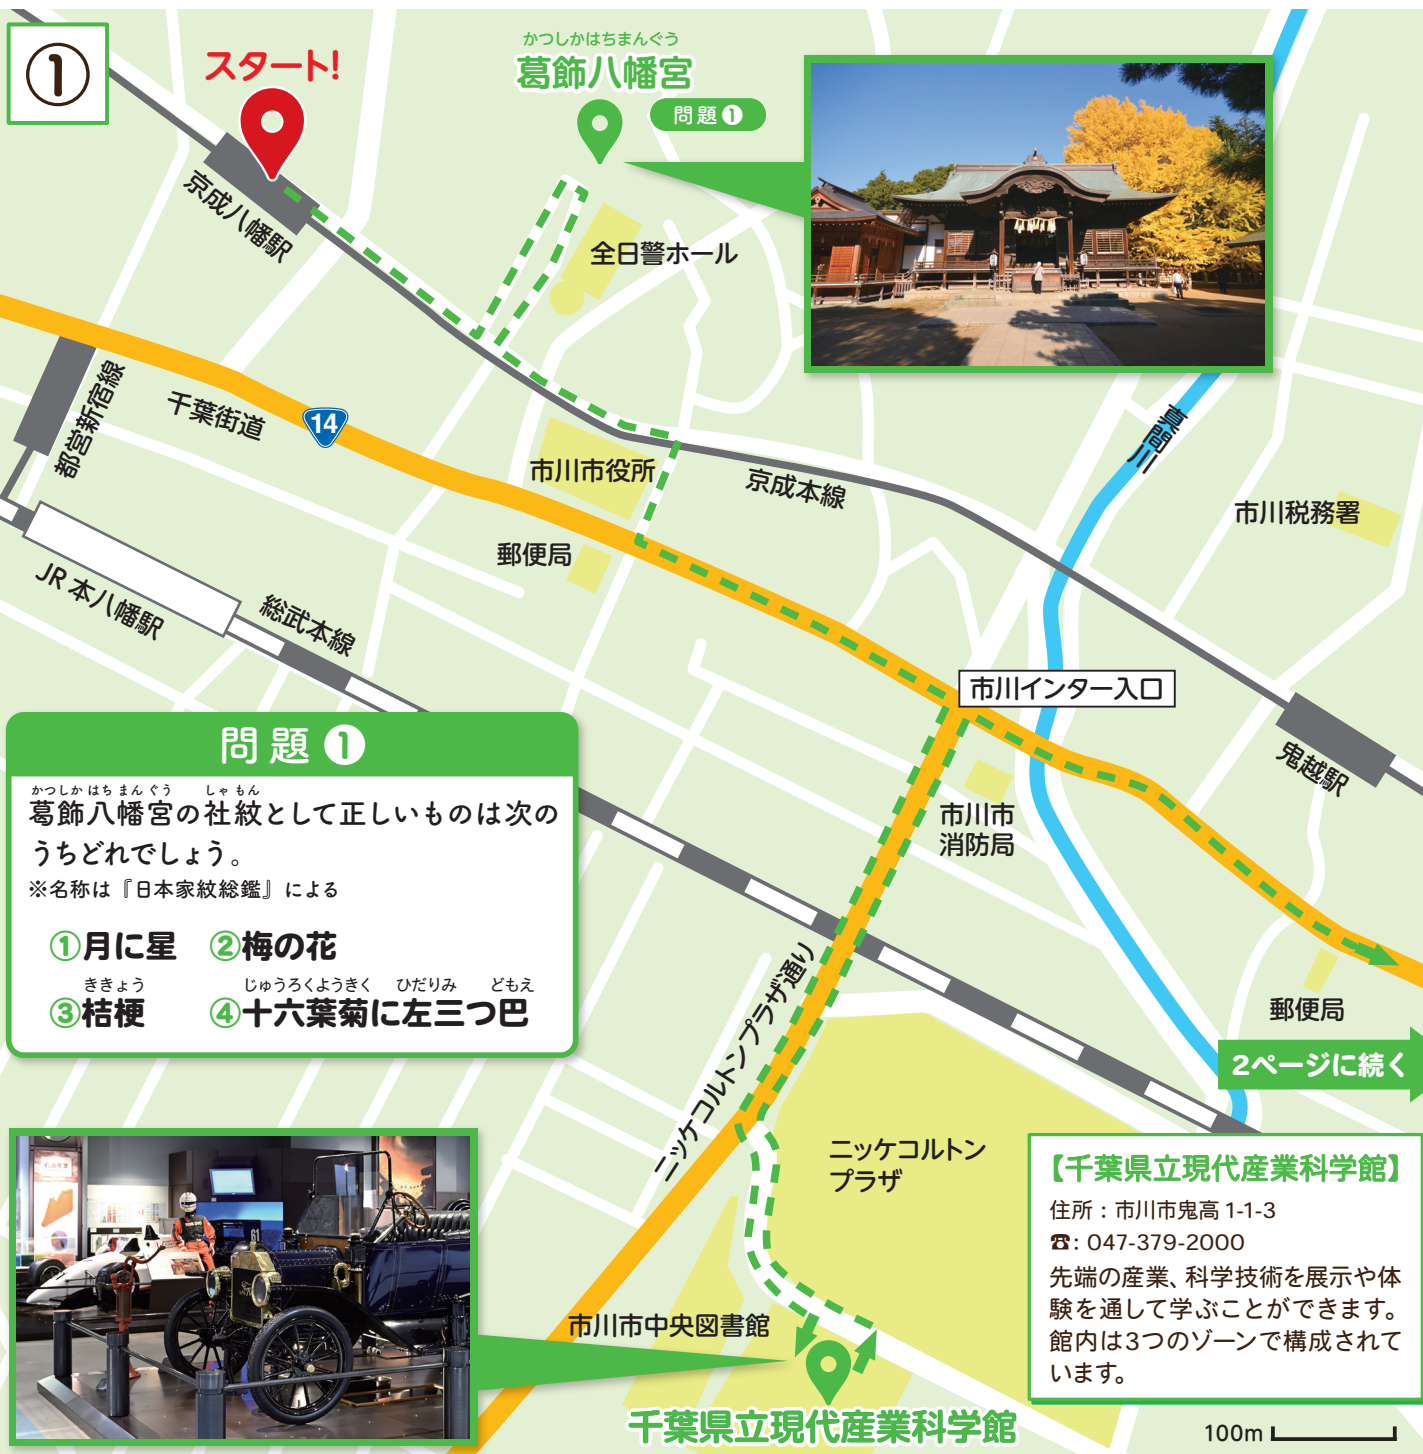 ①
スタート!
かつしかはちまんぐう
葛飾八幡宮
問題❶
京成八幡駅
全日警ホール
都営新宿線
千葉街道
14
市川市役所
京成本線
真間川
市川税務署
郵便局
JR本八幡駅
総武本線
市川インター入口
鬼越駅
問題❶
かつしかはちまんぐう しゃもん
葛飾八幡宮の社紋として正しいものは次の
うちどれでしょう。
※名称は『日本家紋総鑑』による
①月に星 ②梅の花
ききょう じゅうろくようきく ひだりみ どもえ
③桔梗 ④十六葉菊に左三つ巴
市川市
消防局
ニッケコルトンプラザ通り
郵便局
2ページに続く
ニッケコルトン
プラザ
市川市中央図書館
千葉県立現代産業科学館
【千葉県立現代産業科学館】
住所：市川市鬼高1-1-3
☎：047-379-2000
先端の産業、科学技術を展示や体
験を通して学ぶことができます。
館内は3つのゾーンで構成されて
います。
100m
61